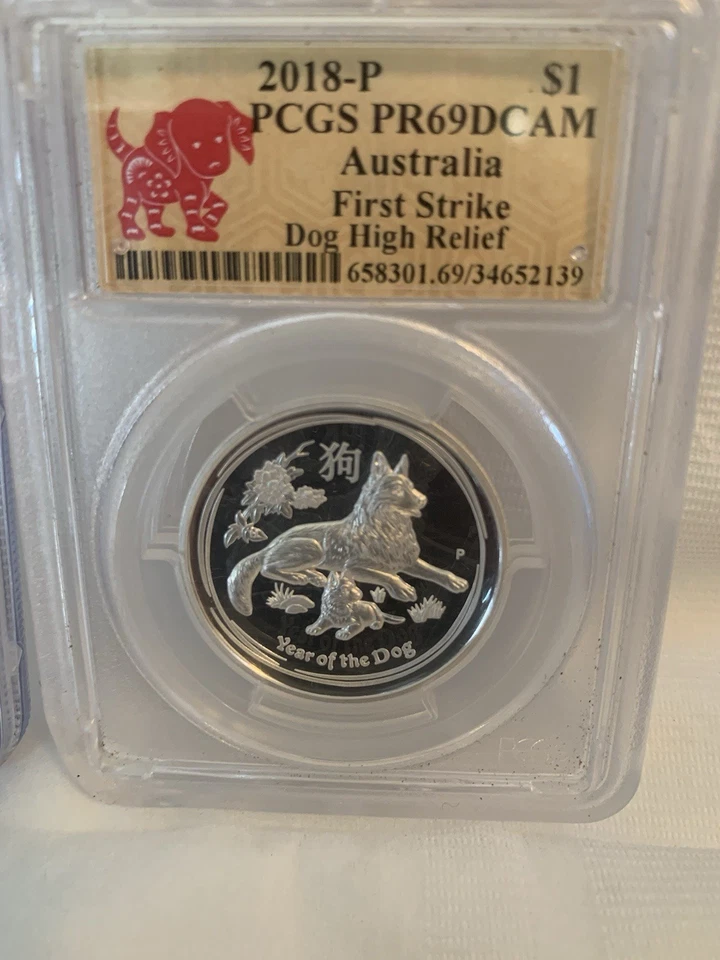 2018-P $1
PCGS PR69DCAM
Australia
First Strike
Dog High Relief
658301.69/34652139
狗
P
Year of the Dog